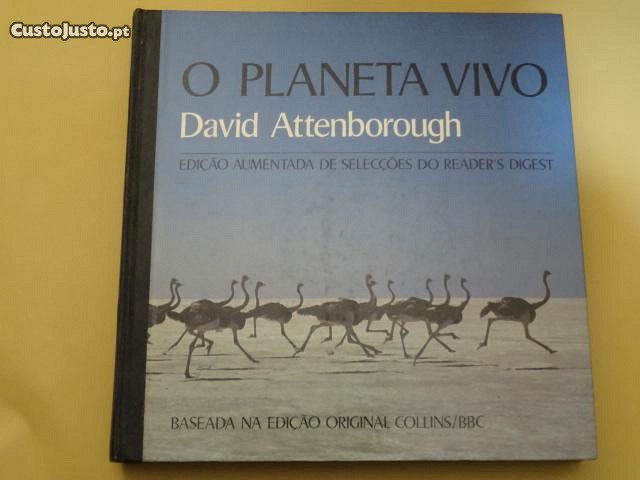 CustoJusto.pt
O PLANETA VIVO
David Attenborough
EDIÇÃO AUMENTADA DE SELECÇÕES DO READER'S DIGEST
BASEADA NA EDIÇÃO ORIGINAL COLLINS/BBC